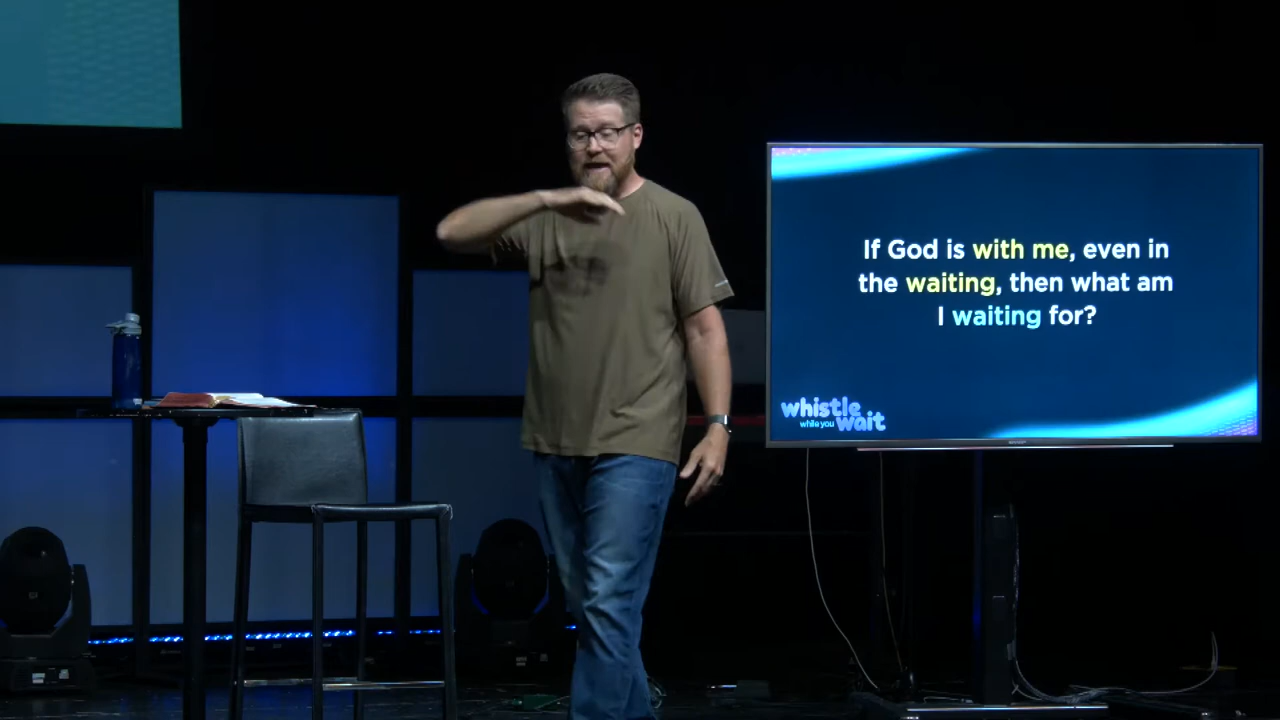 If God is with me, even in
the waiting, then what am
I waiting for?
whistle
while you wait